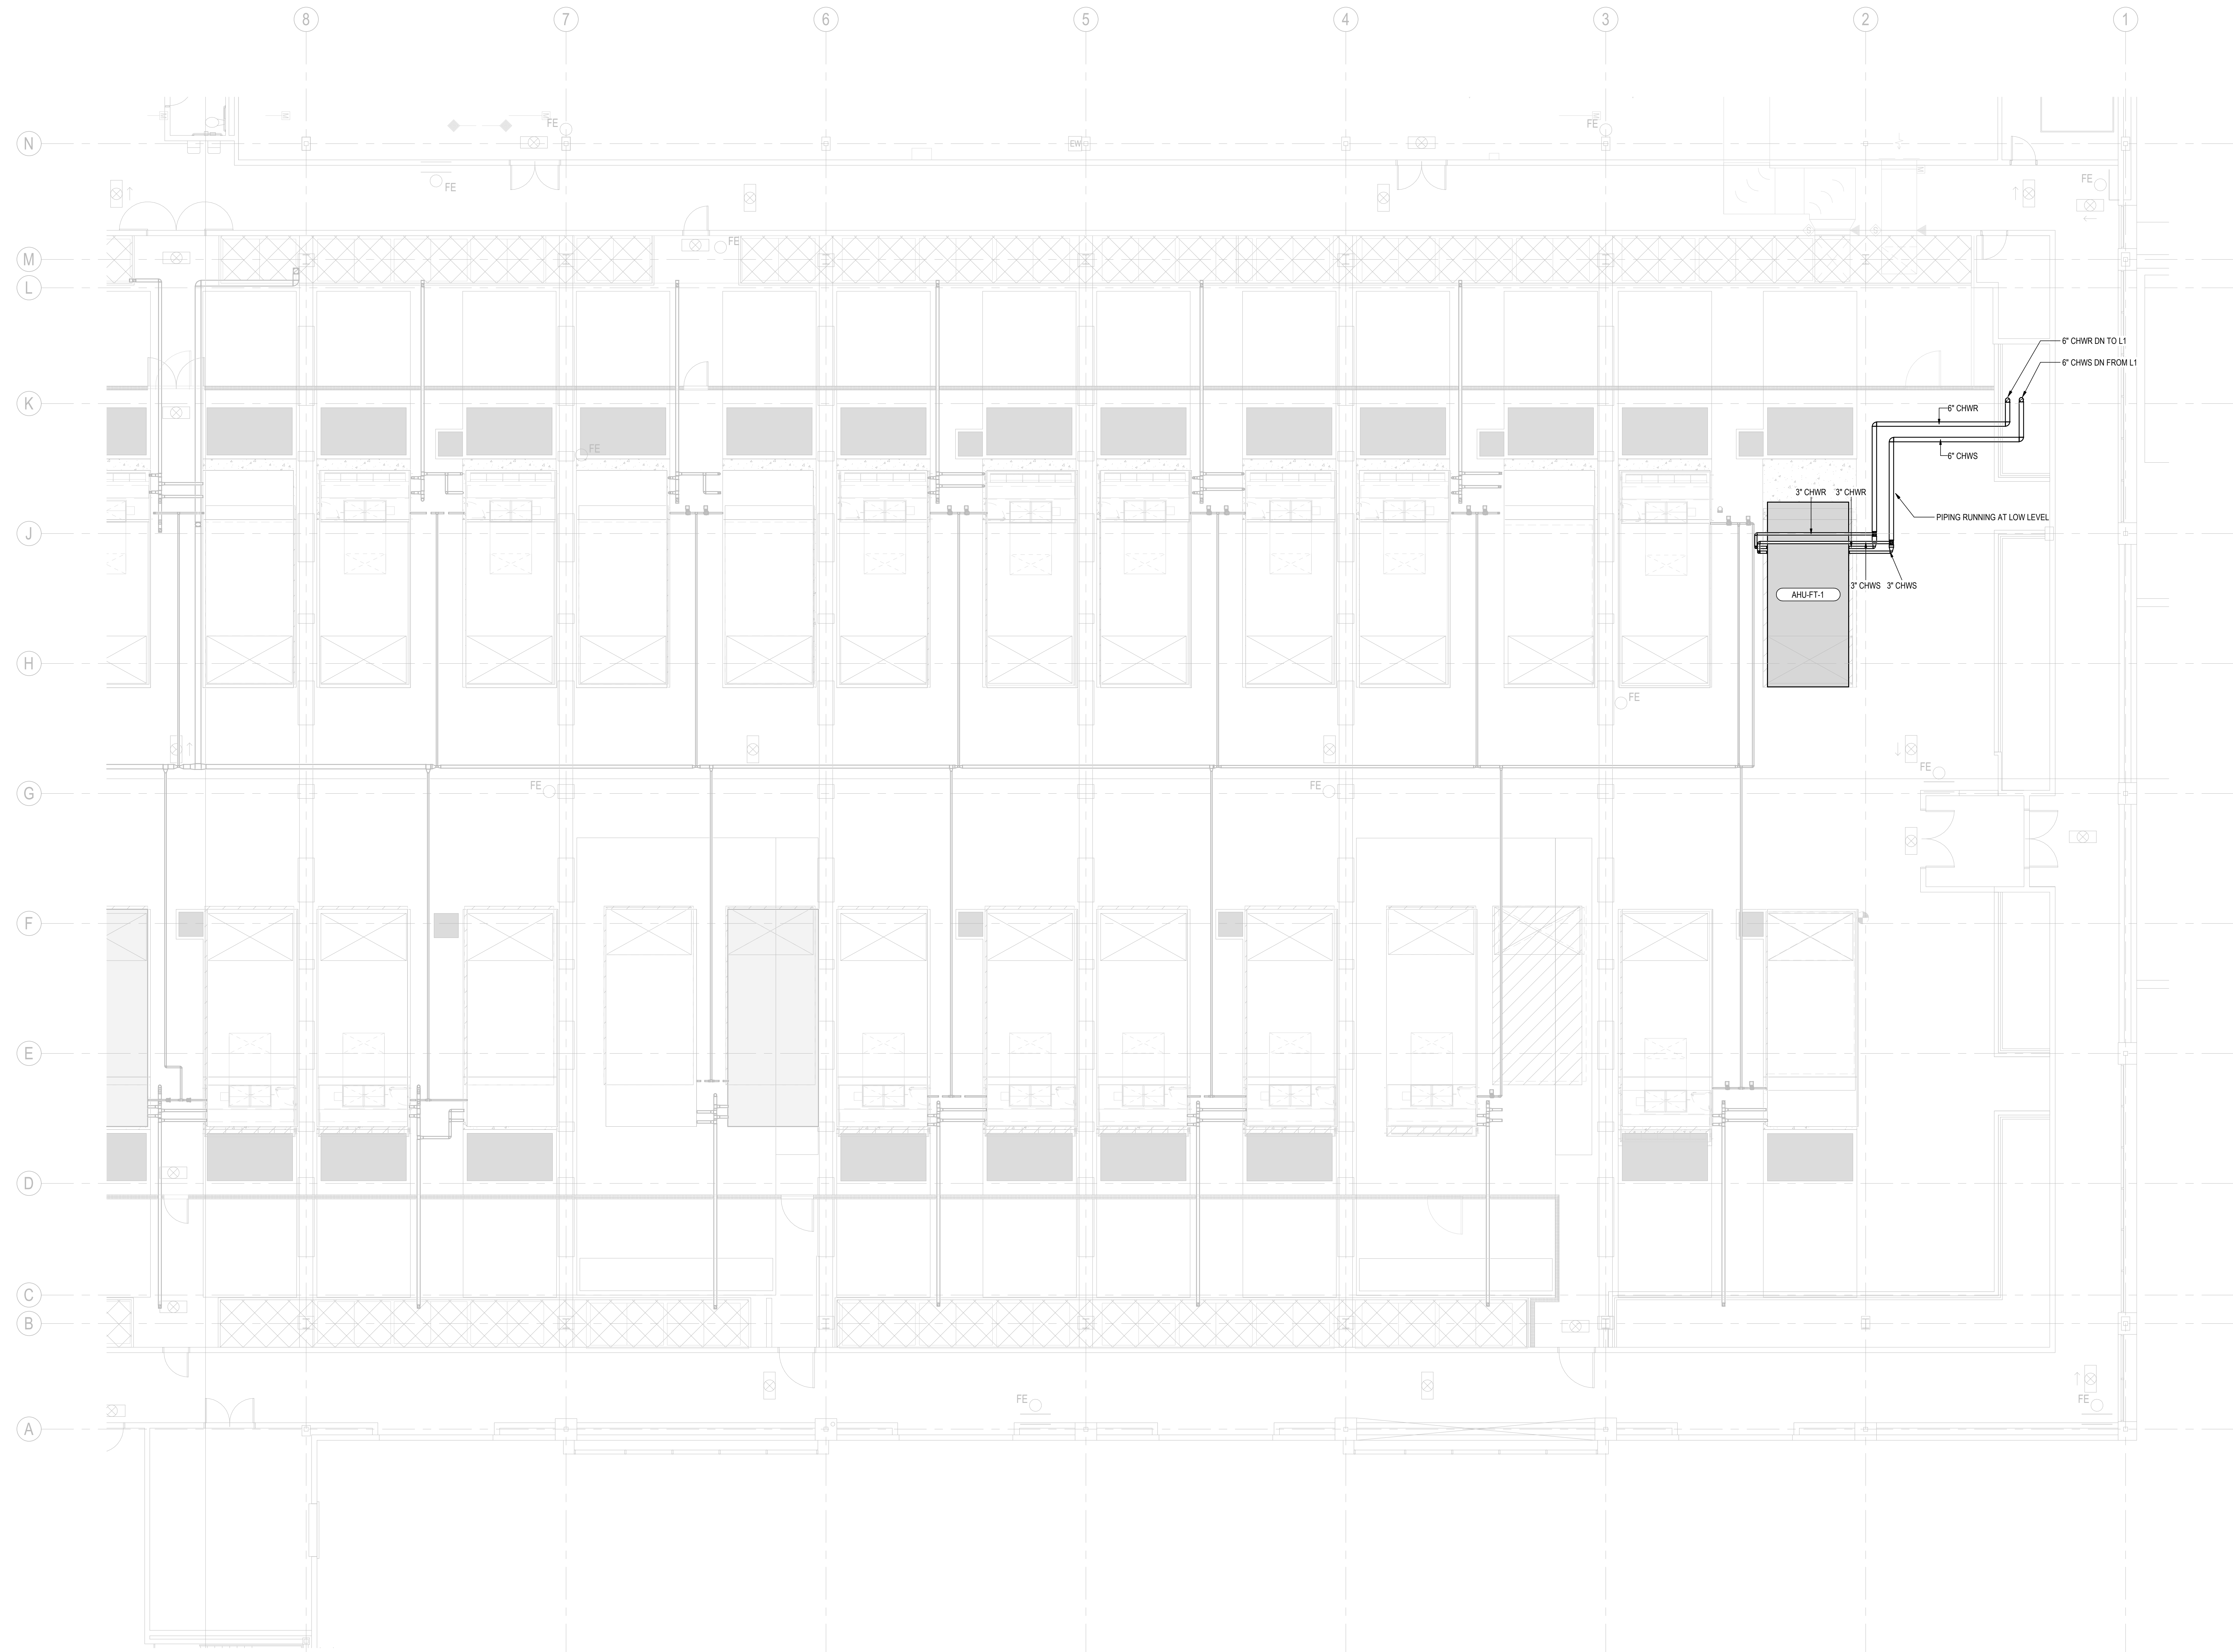 8 7 6 5 4 3 2 1
FE FE
N EW
FE FE
M FE
L
6" CHWR DN TO L1
6" CHWS DN FROM L1
K
6" CHWR
FE
6" CHWS
3" CHWR 3" CHWR
PIPING RUNNING AT LOW LEVEL
J
3" CHWS 3" CHWS
AHU-FT-1
H
FE
FE
G FE FE
F
E
D
C
B
FE FE
A